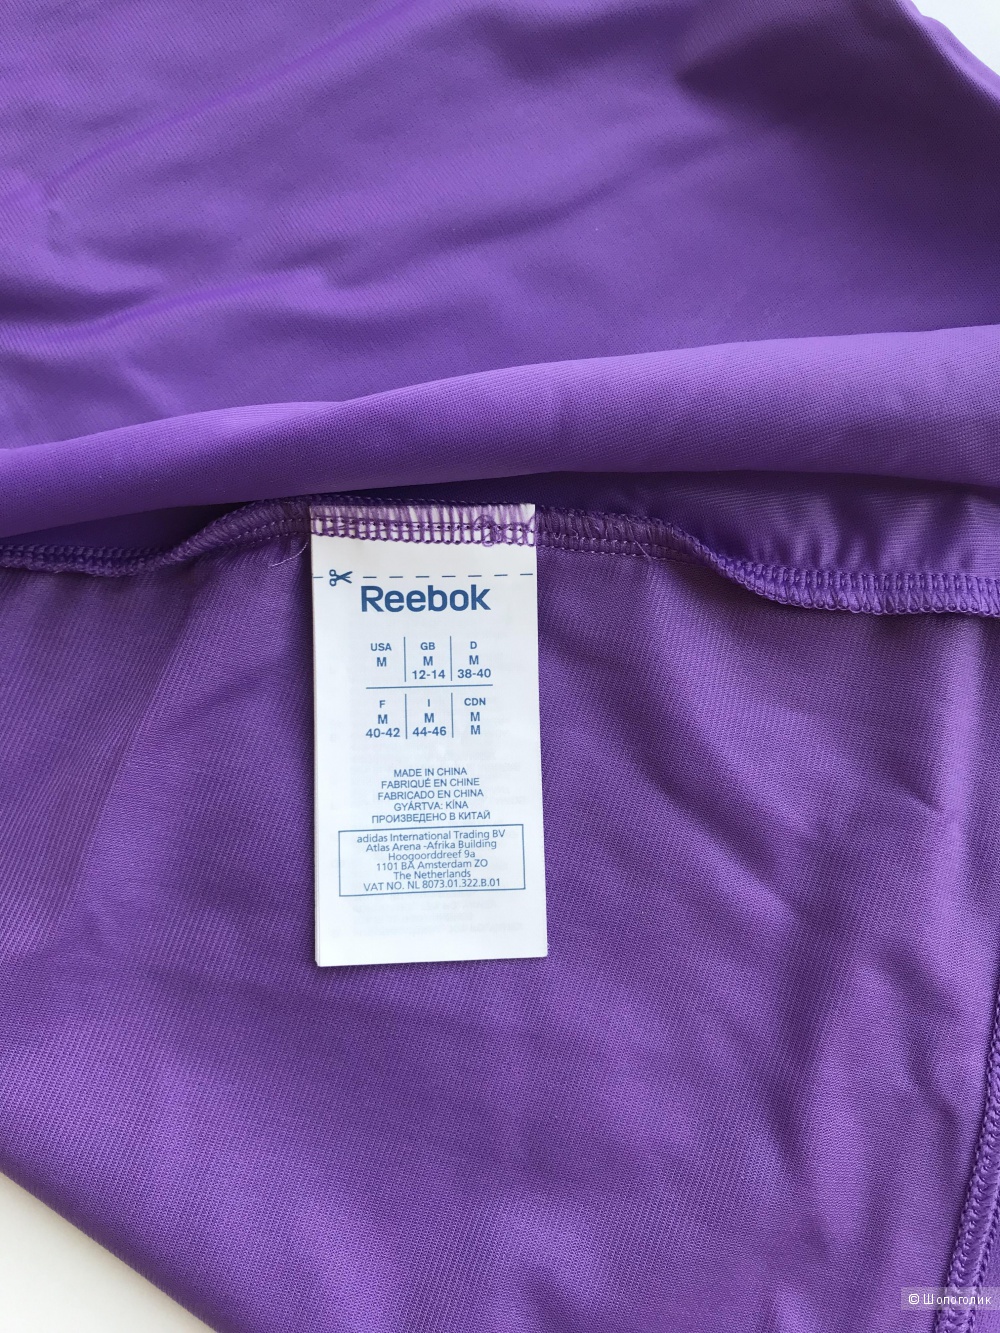 Reebok
USA GB D
M M M
12-14 38-40
F I CDN
M M M
40-42 44-46 M
MADE IN CHINA
FABRIQUÉ EN CHINE
FABRICADO EN CHINA
GYÁRTVA: KÍNA
ПРОИЗВЕДЕНО В КИТАЙ
adidas International Trading BV
Atlas Arena -Afrika Building
Hoogoorddreef 9a
1101 BA Amsterdam ZO
The Netherlands
VAT NO. NL 8073.01.322.B.01
© Шопоголик